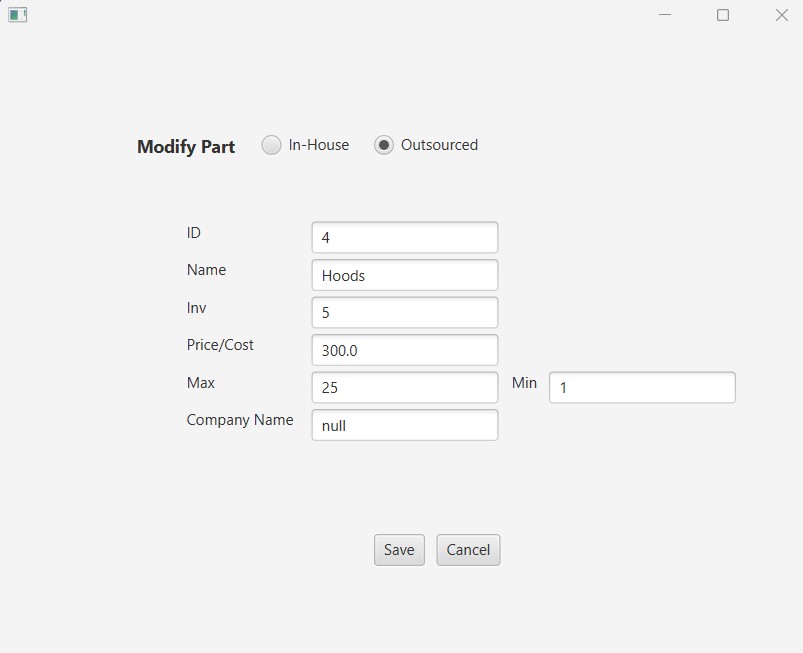 Modify Part In-House Outsourced
ID 4
Name Hoods
Inv 5
Price/Cost 300.0
Max 25 Min 1
Company Name null
Save Cancel